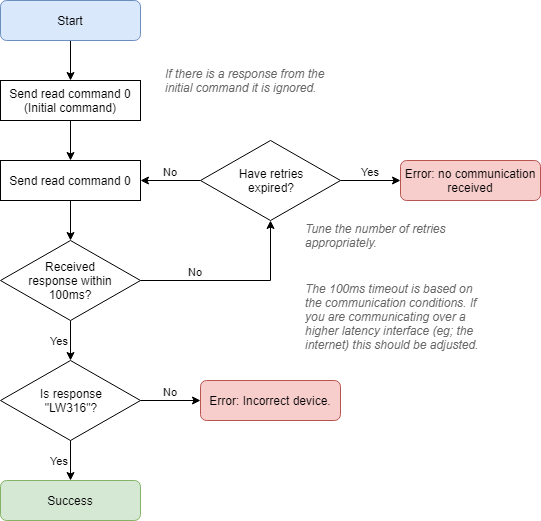 Start
If there is a response from the
initial command it is ignored.
Send read command 0
(Initial command)
Send read command 0
No
Have retries
expired?
Yes
Error: no communication
received
Tune the number of retries
appropriately.
Received
response within
100ms?
No
The 100ms timeout is based on
the communication conditions. If
you are communicating over a
higher latency interface (eg; the
internet) this should be adjusted.
Yes
Is response
"LW316"?
No
Error: Incorrect device.
Yes
Success